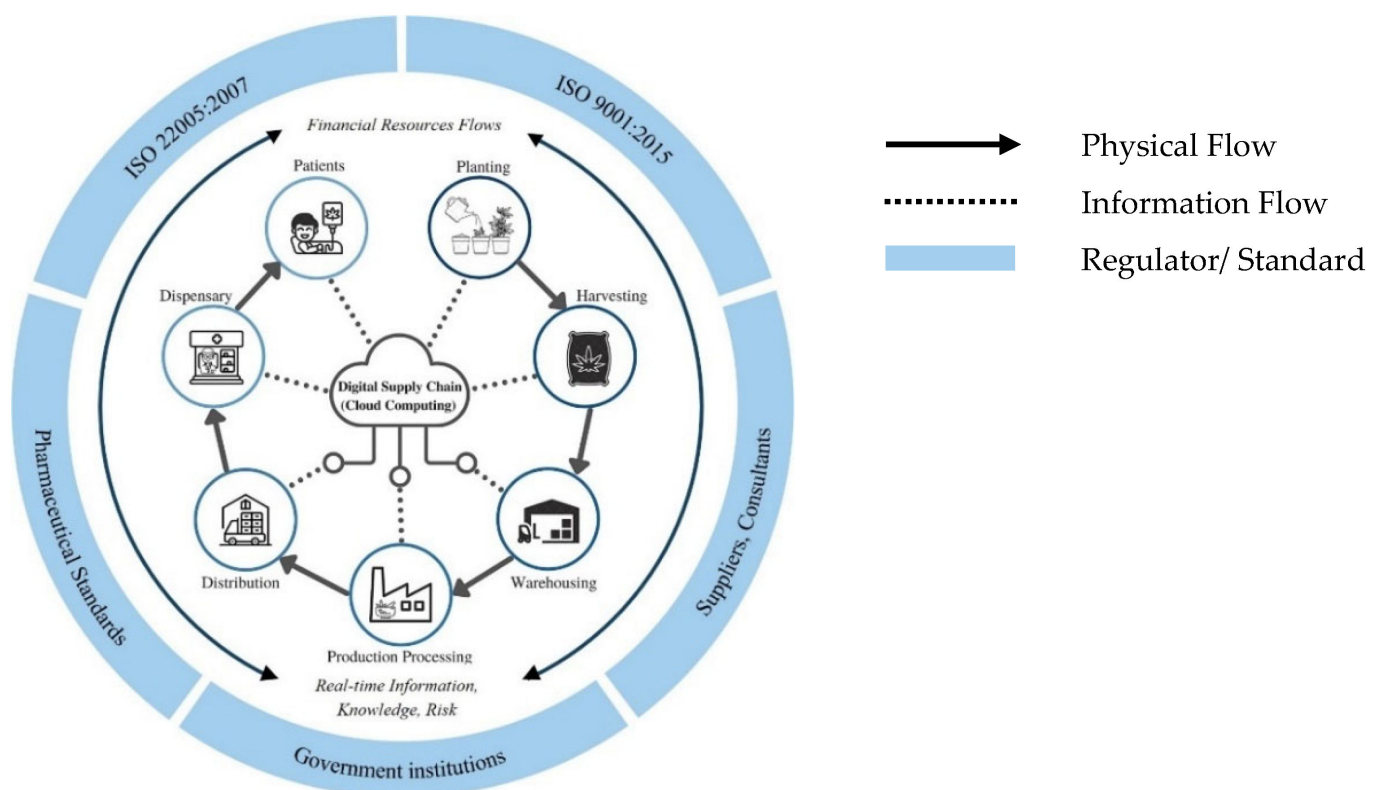 ISO 22005:2007
ISO 9001:2015
Financial Resources Flows
Patients
Planting
Dispensary
Harvesting
Digital Supply Chain
(Cloud Computing)
Distribution
Warehousing
Production Processing
Real-time Information,
Knowledge, Risk
Pharmaceutical Standards
Suppliers, Consultants
Government institutions
Physical Flow
Information Flow
Regulator/ Standard